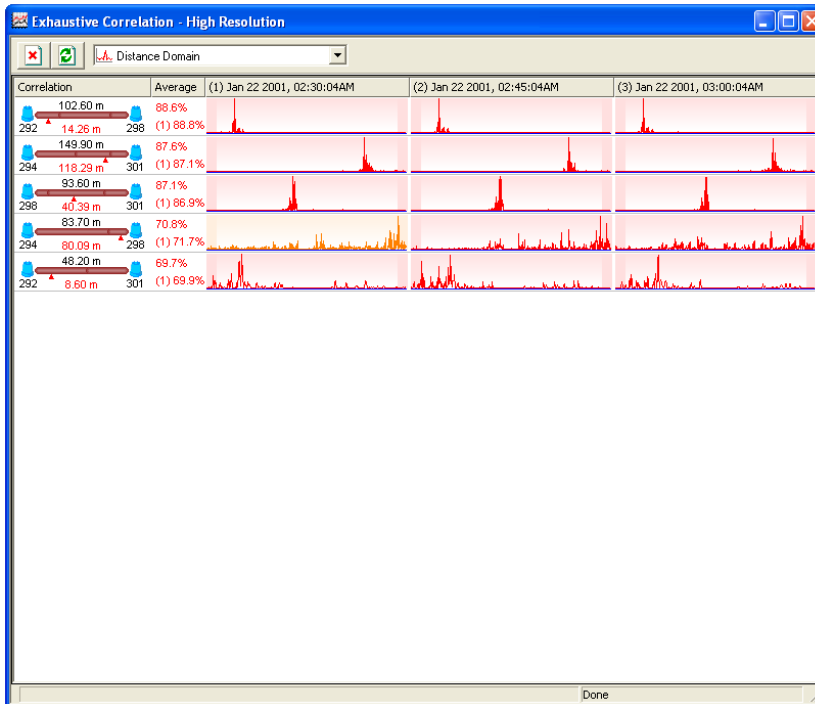 Exhaustive Correlation - High Resolution
Distance Domain
Correlation Average (1) Jan 22 2001, 02:30:04AM (2) Jan 22 2001, 02:45:04AM (3) Jan 22 2001, 03:00:04AM
102.60 m 88.6%
292 14.26 m 298 (1) 88.8%
149.90 m 87.6%
294 118.29 m 301 (1) 87.1%
93.60 m 87.1%
298 40.39 m 301 (1) 86.9%
83.70 m 70.8%
294 80.09 m 298 (1) 71.7%
48.20 m 69.7%
292 8.60 m 301 (1) 69.9%
Done